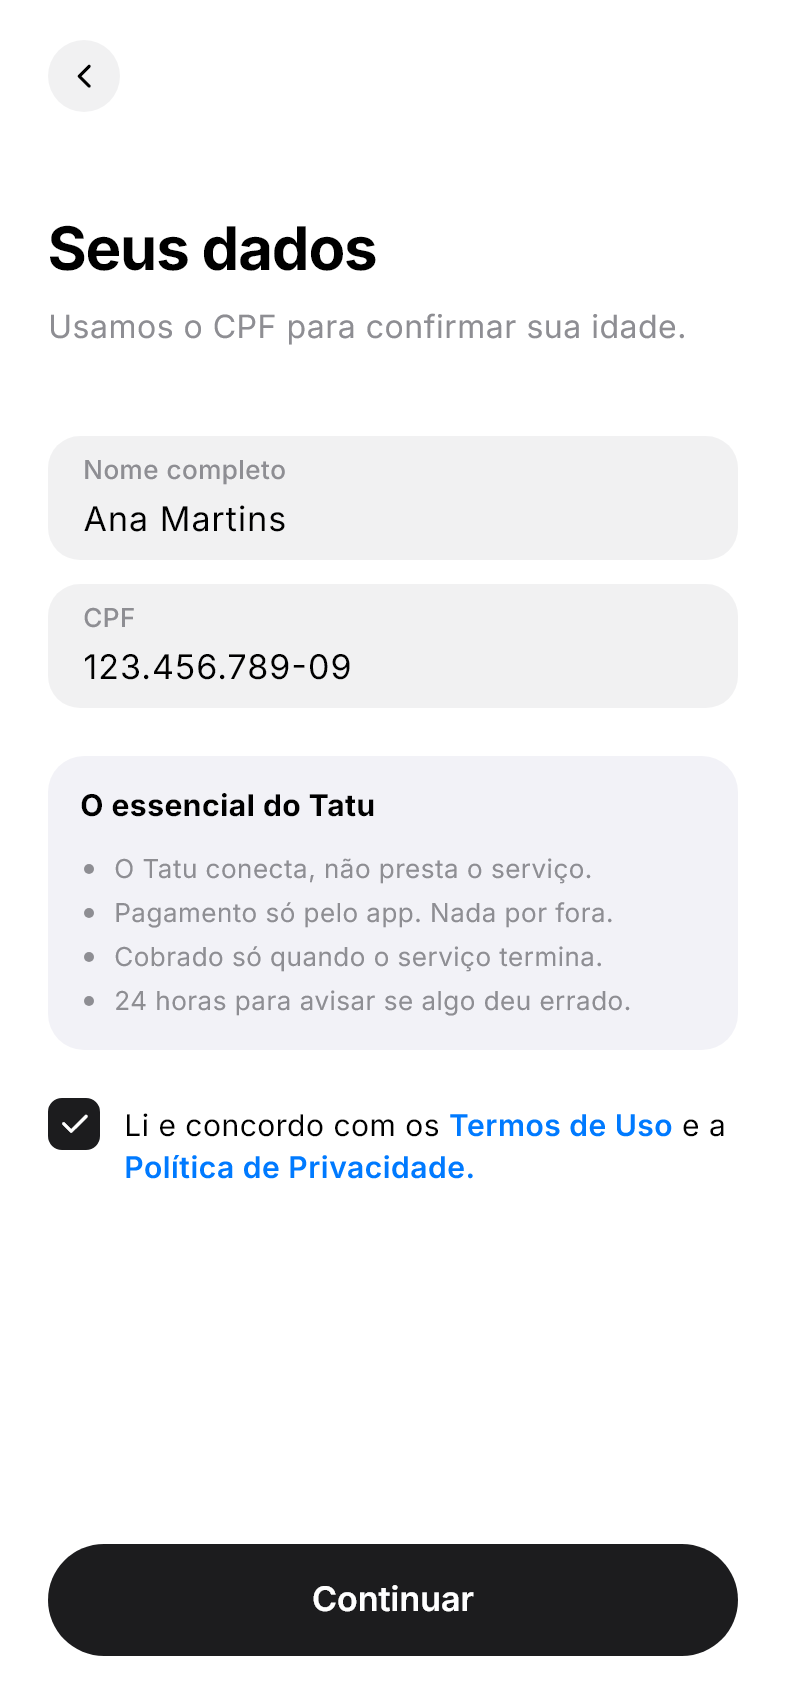 Seus dados
Usamos o CPF para confirmar sua idade.
Nome completo
Ana Martins
CPF
123.456.789-09
O essencial do Tatu
• O Tatu conecta, não presta o serviço.
• Pagamento só pelo app. Nada por fora.
• Cobrado só quando o serviço termina.
• 24 horas para avisar se algo deu errado.
Li e concordo com os Termos de Uso e a
Política de Privacidade.
Continuar